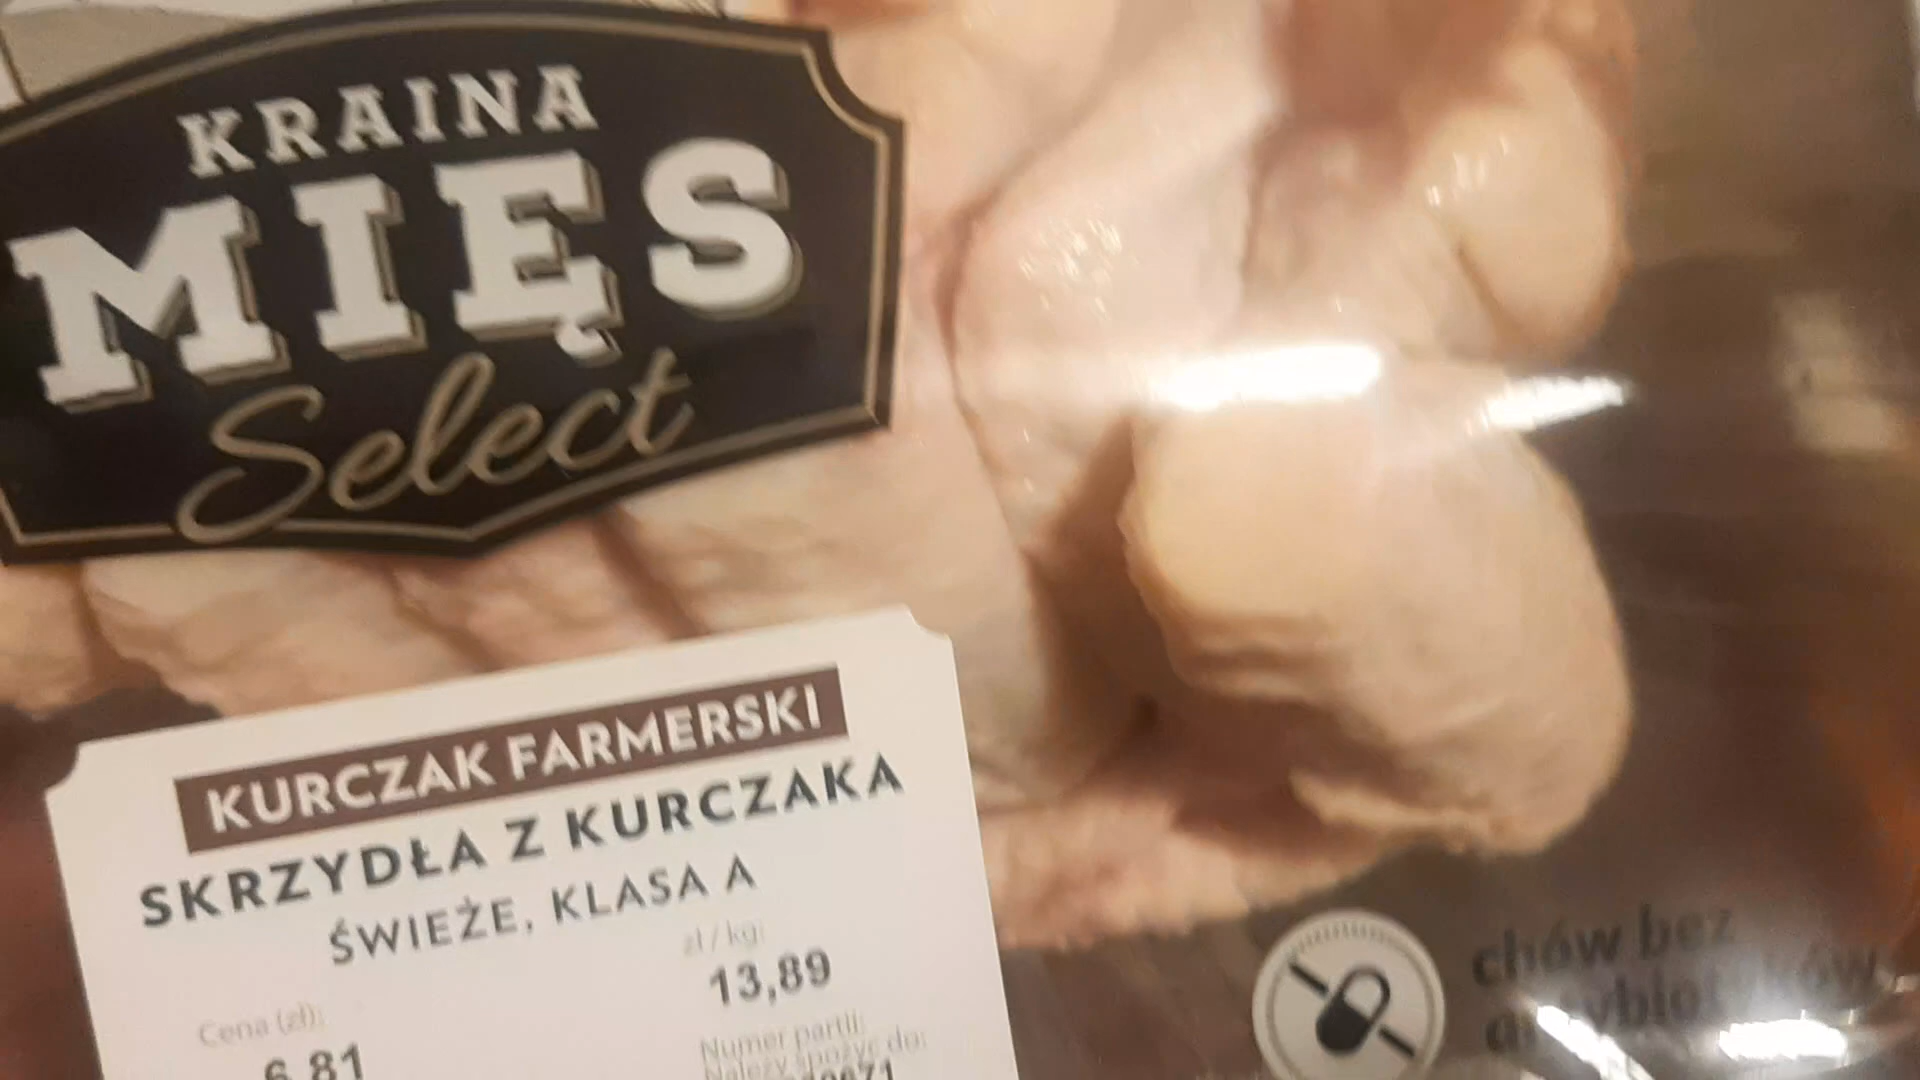 KRAINA
MIĘS
Select
KURCZAK FARMERSKI
SKRZYDŁA Z KURCZAKA
ŚWIEŻE, KLASA A
zł/kg:
13,89
Cena (zł):
6,81
Numer partii:
Należy spożyć do:
chów bez